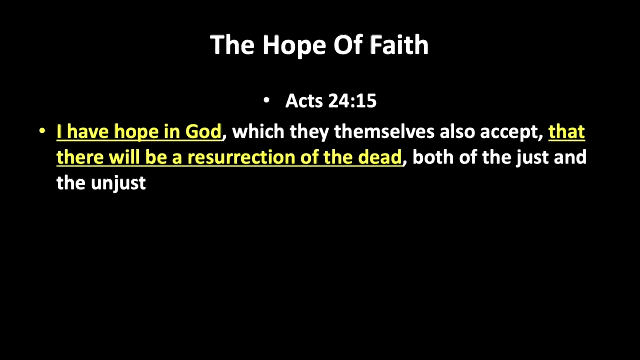 The Hope Of Faith
• Acts 24:15
• I have hope in God, which they themselves also accept, that
there will be a resurrection of the dead, both of the just and
the unjust